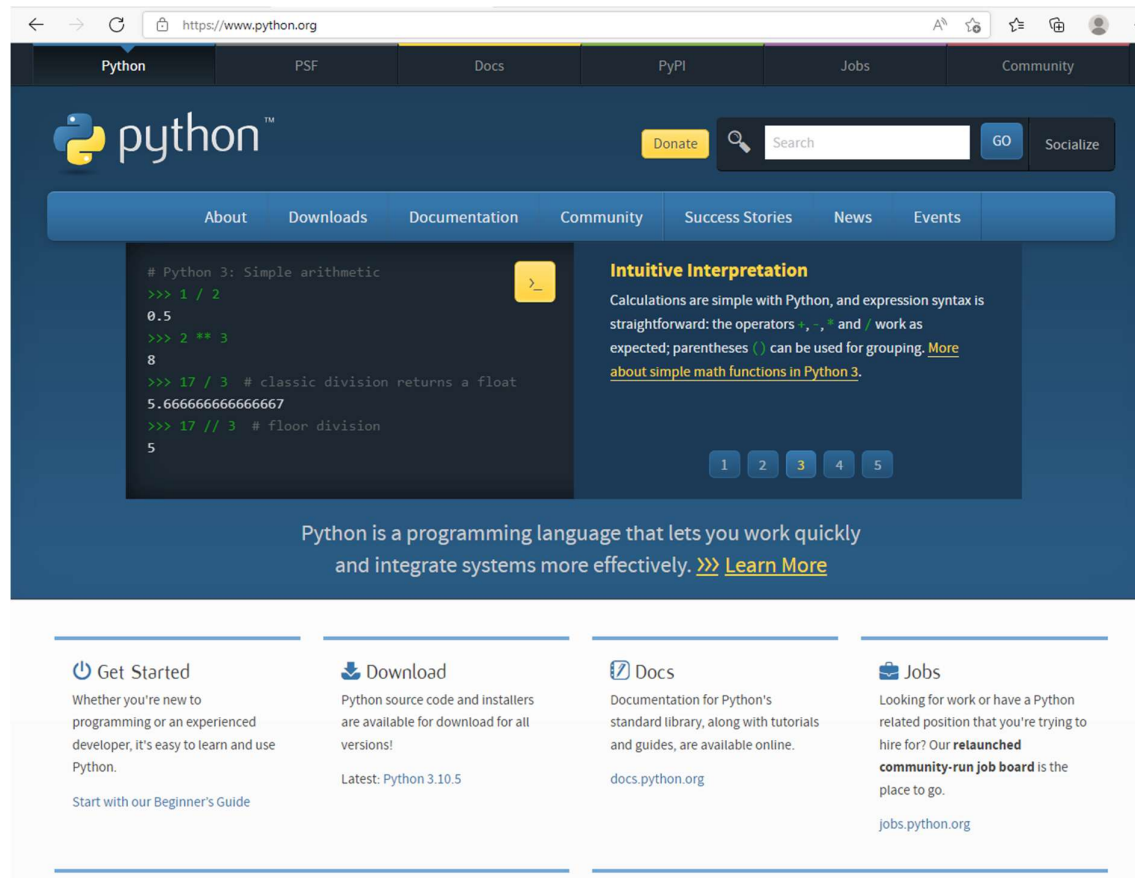 https://www.python.org
Python
PSF
Docs
PyPI
Jobs
Community
python™
Donate
Search
GO
Socialize
About
Downloads
Documentation
Community
Success Stories
News
Events
# Python 3: Simple arithmetic
>>> 1 / 2
0.5
>>> 2 ** 3
8
>>> 17 / 3  # classic division returns a float
5.666666666666667
>>> 17 // 3  # floor division
5
>_
Intuitive Interpretation
Calculations are simple with Python, and expression syntax is
straightforward: the operators +, -, * and / work as
expected; parentheses () can be used for grouping. More
about simple math functions in Python 3.
1
2
3
4
5
Python is a programming language that lets you work quickly
and integrate systems more effectively. >>> Learn More
Get Started
Whether you're new to
programming or an experienced
developer, it's easy to learn and use
Python.
Start with our Beginner's Guide
Download
Python source code and installers
are available for download for all
versions!
Latest: Python 3.10.5
Docs
Documentation for Python's
standard library, along with tutorials
and guides, are available online.
docs.python.org
Jobs
Looking for work or have a Python
related position that you're trying to
hire for? Our relaunched
community-run job board is the
place to go.
jobs.python.org